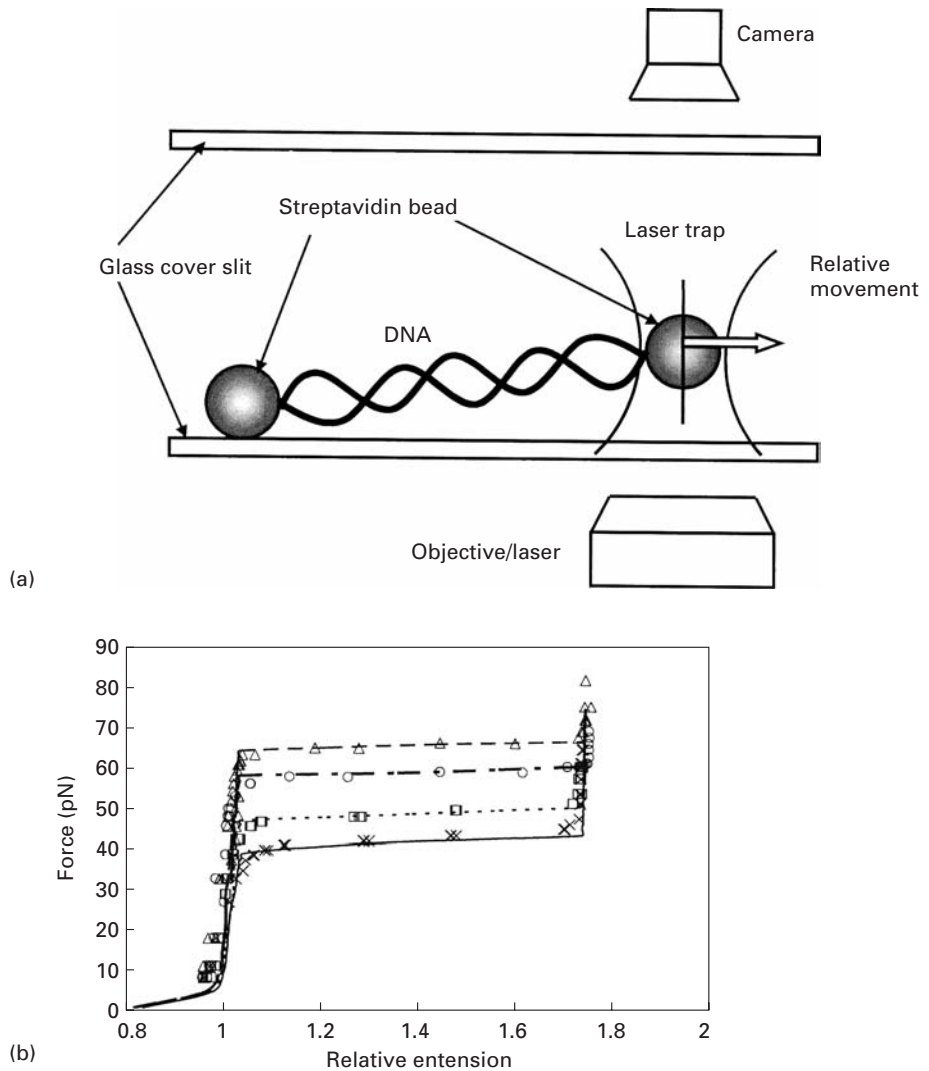 Camera
Streptavidin bead
Laser trap
Glass cover slit
Relative
movement
DNA
Objective/laser
(a)
90
80
70
60
50
40
30
20
10
0
Force (pN)
0.8 1 1.2 1.4 1.6 1.8 2
Relative entension
(b)